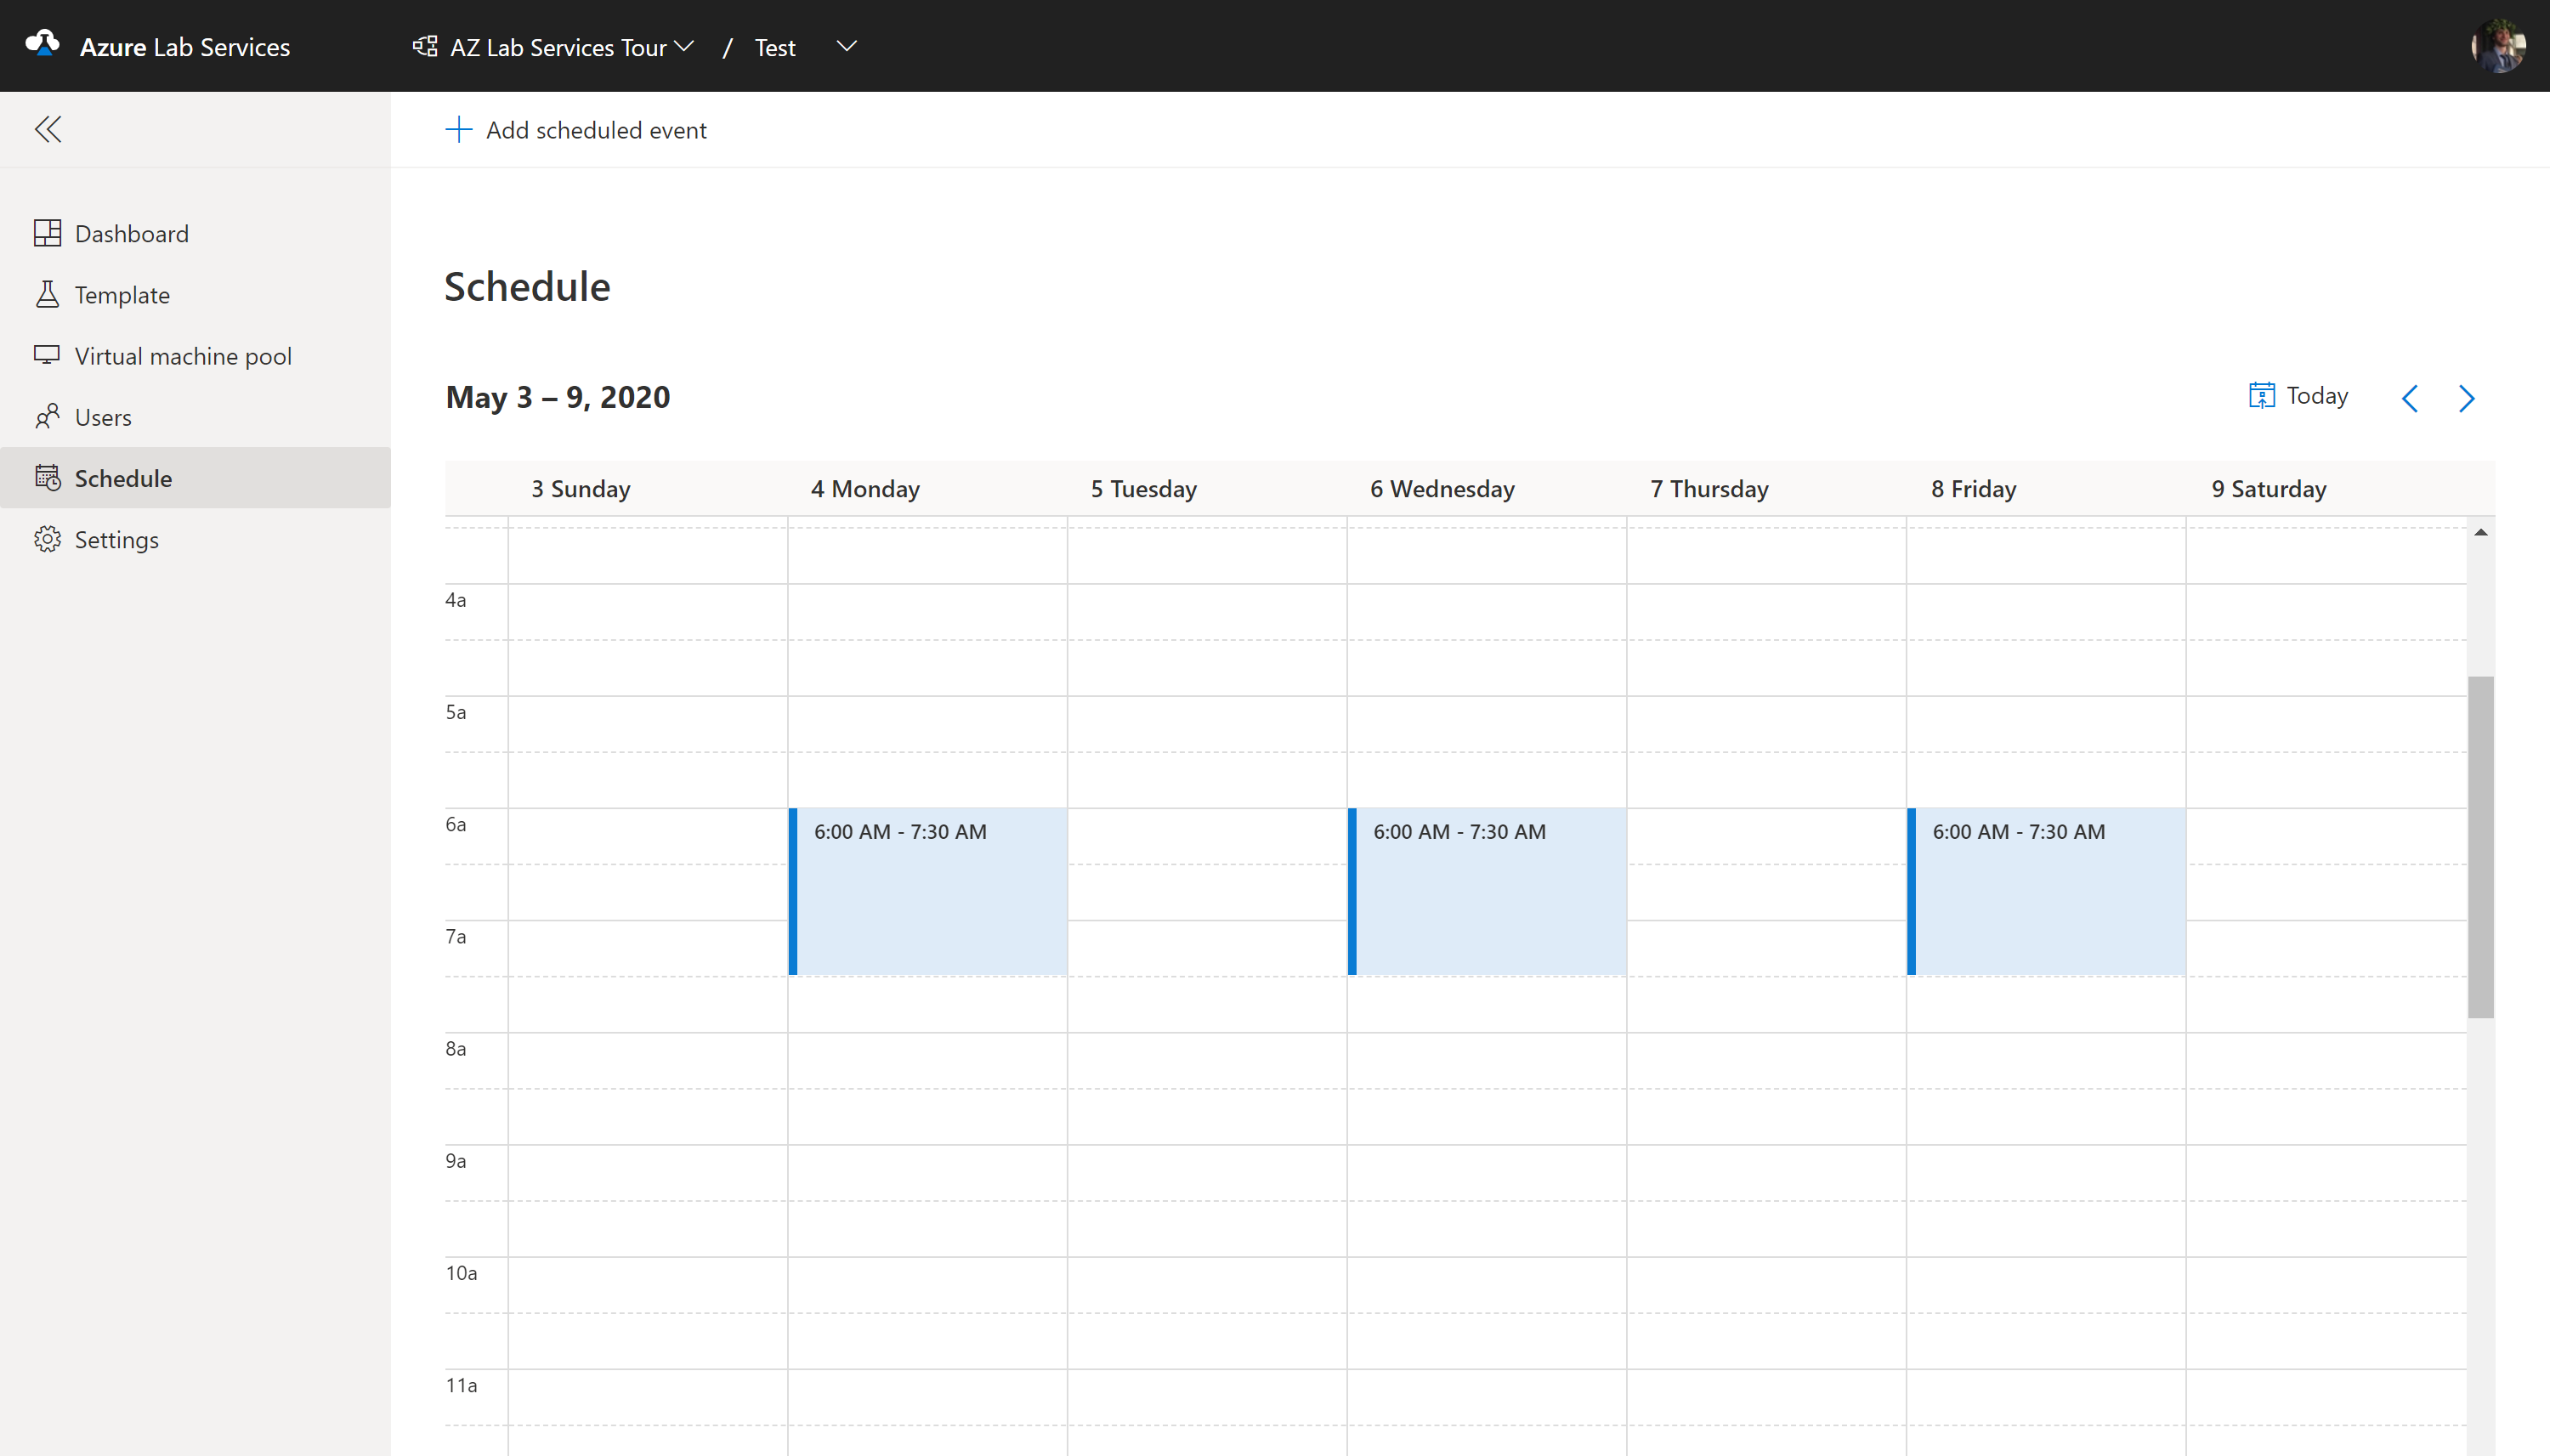 Azure Lab Services
AZ Lab Services Tour / Test
Add scheduled event
Dashboard
Template
Virtual machine pool
Users
Schedule
Settings
Schedule
May 3 – 9, 2020
Today
3 Sunday 4 Monday 5 Tuesday 6 Wednesday 7 Thursday 8 Friday 9 Saturday
4a
5a
6a
6:00 AM - 7:30 AM 6:00 AM - 7:30 AM 6:00 AM - 7:30 AM
7a
8a
9a
10a
11a